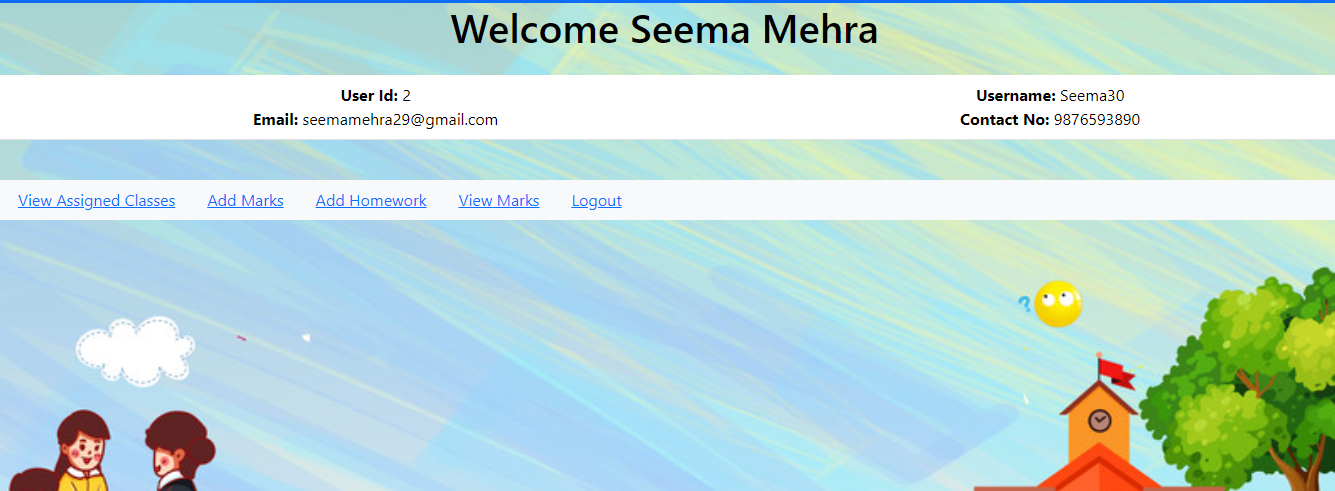 Welcome Seema Mehra
User Id: 2
Username: Seema30
Email: seemamehra29@gmail.com
Contact No: 9876593890
View Assigned Classes Add Marks Add Homework View Marks Logout
?